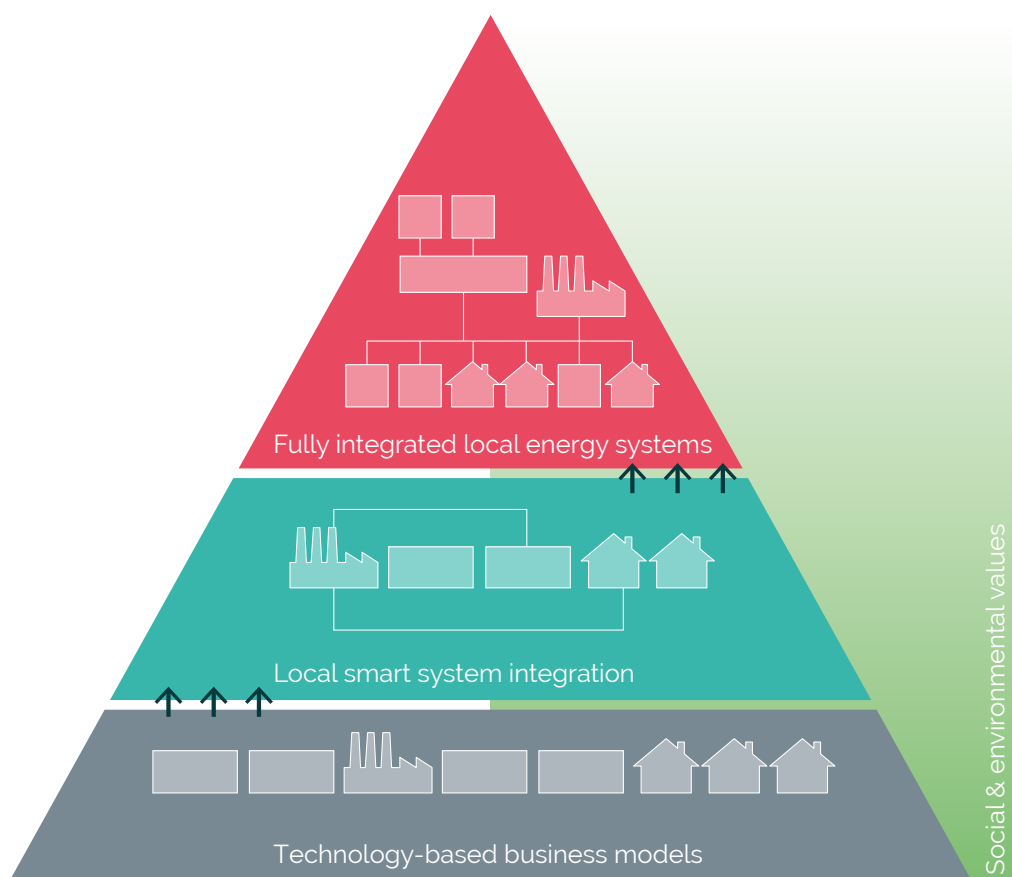 Fully integrated local energy systems
Local smart system integration
Technology-based business models
Social & environmental values